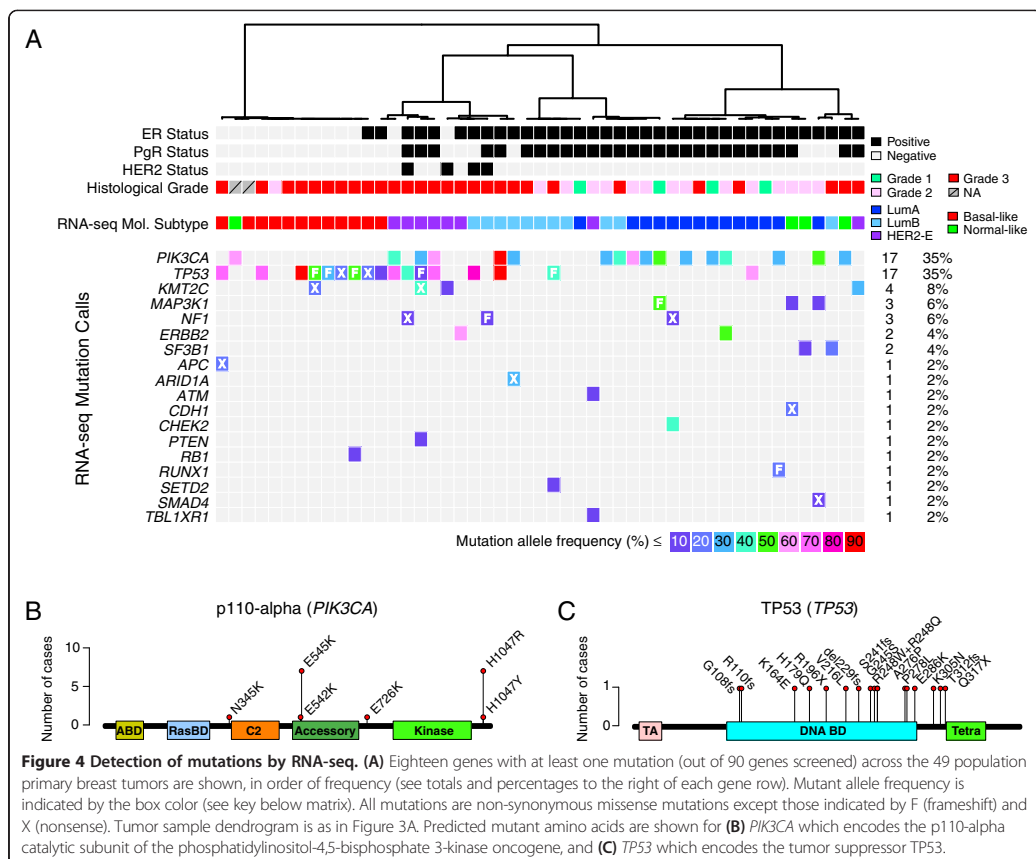 A
ER Status
PgR Status
HER2 Status
Histological Grade
RNA-seq Mol. Subtype
Positive
Negative
Grade 1
Grade 2
Grade 3
NA
LumA
LumB
HER2-E
Basal-like
Normal-like
RNA-seq Mutation Calls
PIK3CA 17 35%
TP53 F F X F X F F 17 35%
KMT2C X X 4 8%
MAP3K1 F 3 6%
NF1 X F X 3 6%
ERBB2 2 4%
SF3B1 2 4%
APC X 1 2%
ARID1A X 1 2%
ATM 1 2%
CDH1 X 1 2%
CHEK2 1 2%
PTEN 1 2%
RB1 1 2%
RUNX1 F 1 2%
SETD2 1 2%
SMAD4 X 1 2%
TBL1XR1 1 2%
Mutation allele frequency (%) ≤ 10 20 30 40 50 60 70 80 90
B
p110-alpha (PIK3CA)
Number of cases
10
5
0
N345K
E545K
E542K
E726K
H1047R
H1047Y
ABD
RasBD
C2
Accessory
Kinase
C
TP53 (TP53)
Number of cases
1
0
G108fs
R110fs
K164E
H179Q
R196X
V216L
del229fs
S241fs
G245S
R248W+R248Q
A276P
P278L
E286K
K305N
T312fs
Q317X
TA
DNA BD
Tetra
Figure 4 Detection of mutations by RNA-seq. (A) Eighteen genes with at least one mutation (out of 90 genes screened) across the 49 population
primary breast tumors are shown, in order of frequency (see totals and percentages to the right of each gene row). Mutant allele frequency is
indicated by the box color (see key below matrix). All mutations are non-synonymous missense mutations except those indicated by F (frameshift) and
X (nonsense). Tumor sample dendrogram is as in Figure 3A. Predicted mutant amino acids are shown for (B) PIK3CA which encodes the p110-alpha
catalytic subunit of the phosphatidylinositol-4,5-bisphosphate 3-kinase oncogene, and (C) TP53 which encodes the tumor suppressor TP53.